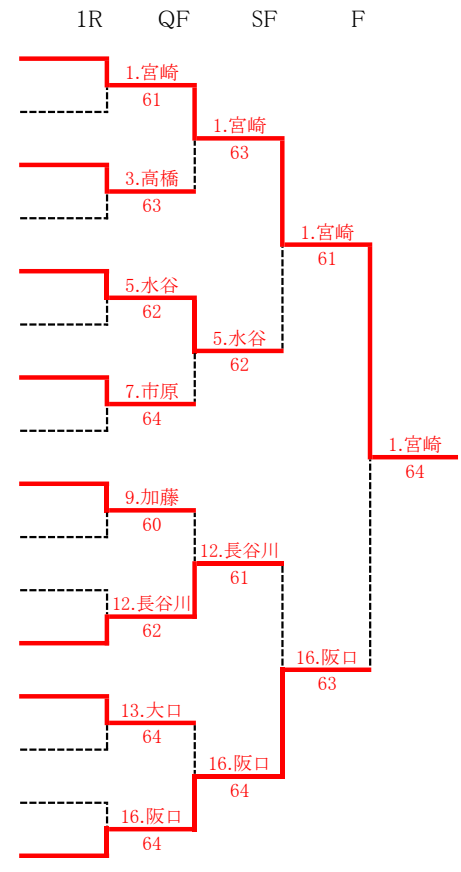 1R QF SF F
1.宮崎
61
1.宮崎
63
3.高橋
63
1.宮崎
61
5.水谷
62
5.水谷
62
7.市原
64
1.宮崎
64
9.加藤
60
12.長谷川
61
12.長谷川
62
16.阪口
63
13.大口
64
16.阪口
64
16.阪口
64